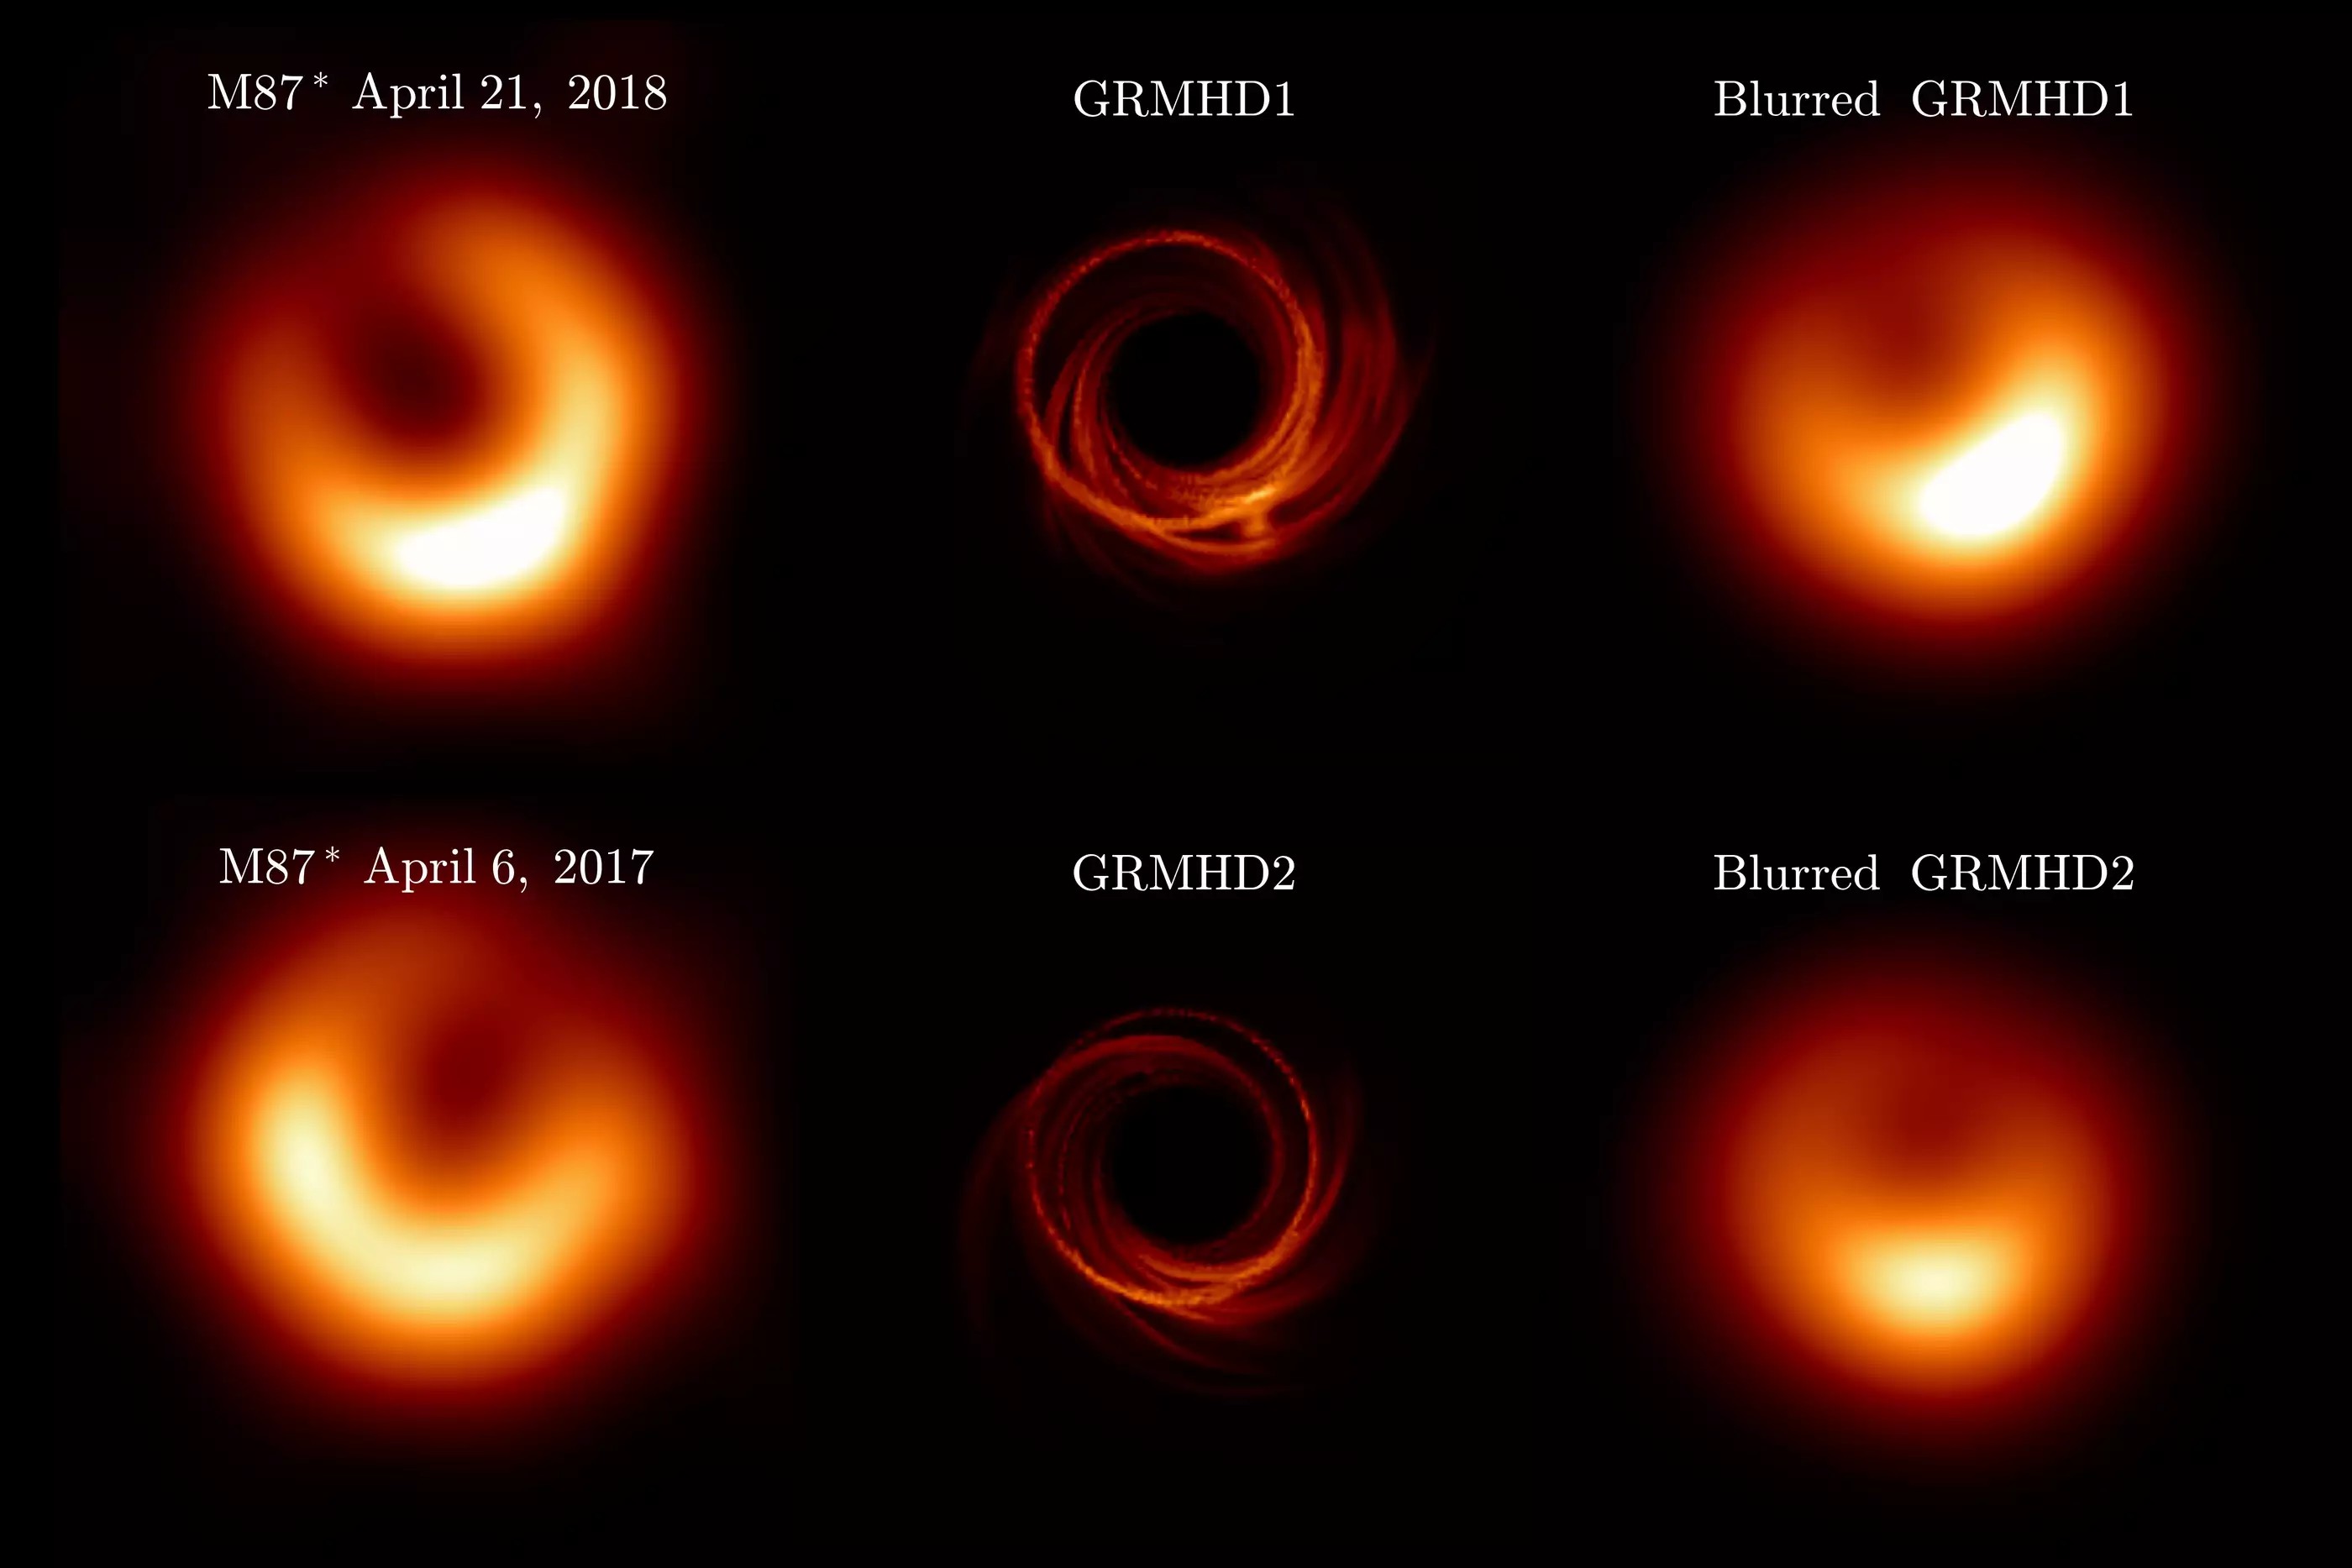 M87* April 21, 2018
GRMHD1
Blurred GRMHD1
M87* April 6, 2017
GRMHD2
Blurred GRMHD2